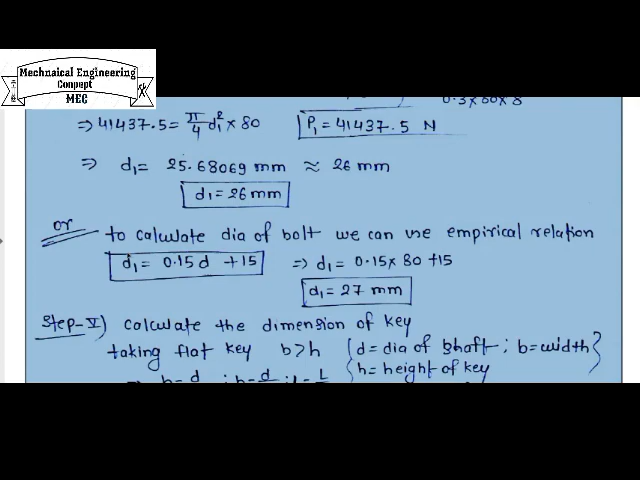 Mechnaical Engineering
Conpept
MEC
0.3×80×8
⇒ 41437.5 = π/4 d₁² × 80   P₁ = 41437.5 N
⇒ d₁ = 25.68069 mm ≈ 26 mm
d₁ = 26 mm
or to calculate dia of bolt we can use empirical relation
d₁ = 0.15 d + 15   ⇒ d₁ = 0.15 × 80 + 15
d₁ = 27 mm
Step-V) calculate the dimension of key
taking flat key b > h { d = dia of shaft ; b = width }
h = height of key